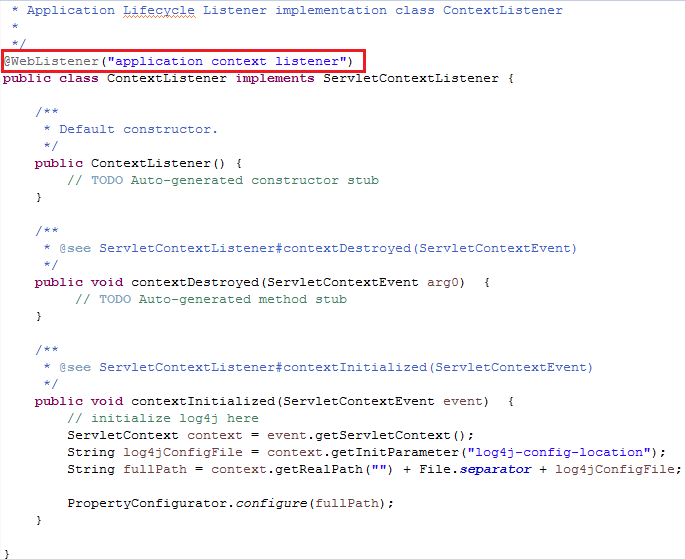 * Application Lifecycle Listener implementation class ContextListener
*
*/
@WebListener("application context listener")
public class ContextListener implements ServletContextListener {
/**
* Default constructor.
*/
public ContextListener() {
// TODO Auto-generated constructor stub
}
/**
* @see ServletContextListener#contextDestroyed(ServletContextEvent)
*/
public void contextDestroyed(ServletContextEvent arg0)  {
// TODO Auto-generated method stub
}
/**
* @see ServletContextListener#contextInitialized(ServletContextEvent)
*/
public void contextInitialized(ServletContextEvent event)  {
// initialize log4j here
ServletContext context = event.getServletContext();
String log4jConfigFile = context.getInitParameter("log4j-config-location");
String fullPath = context.getRealPath("") + File.separator + log4jConfigFile;
PropertyConfigurator.configure(fullPath);
}
}